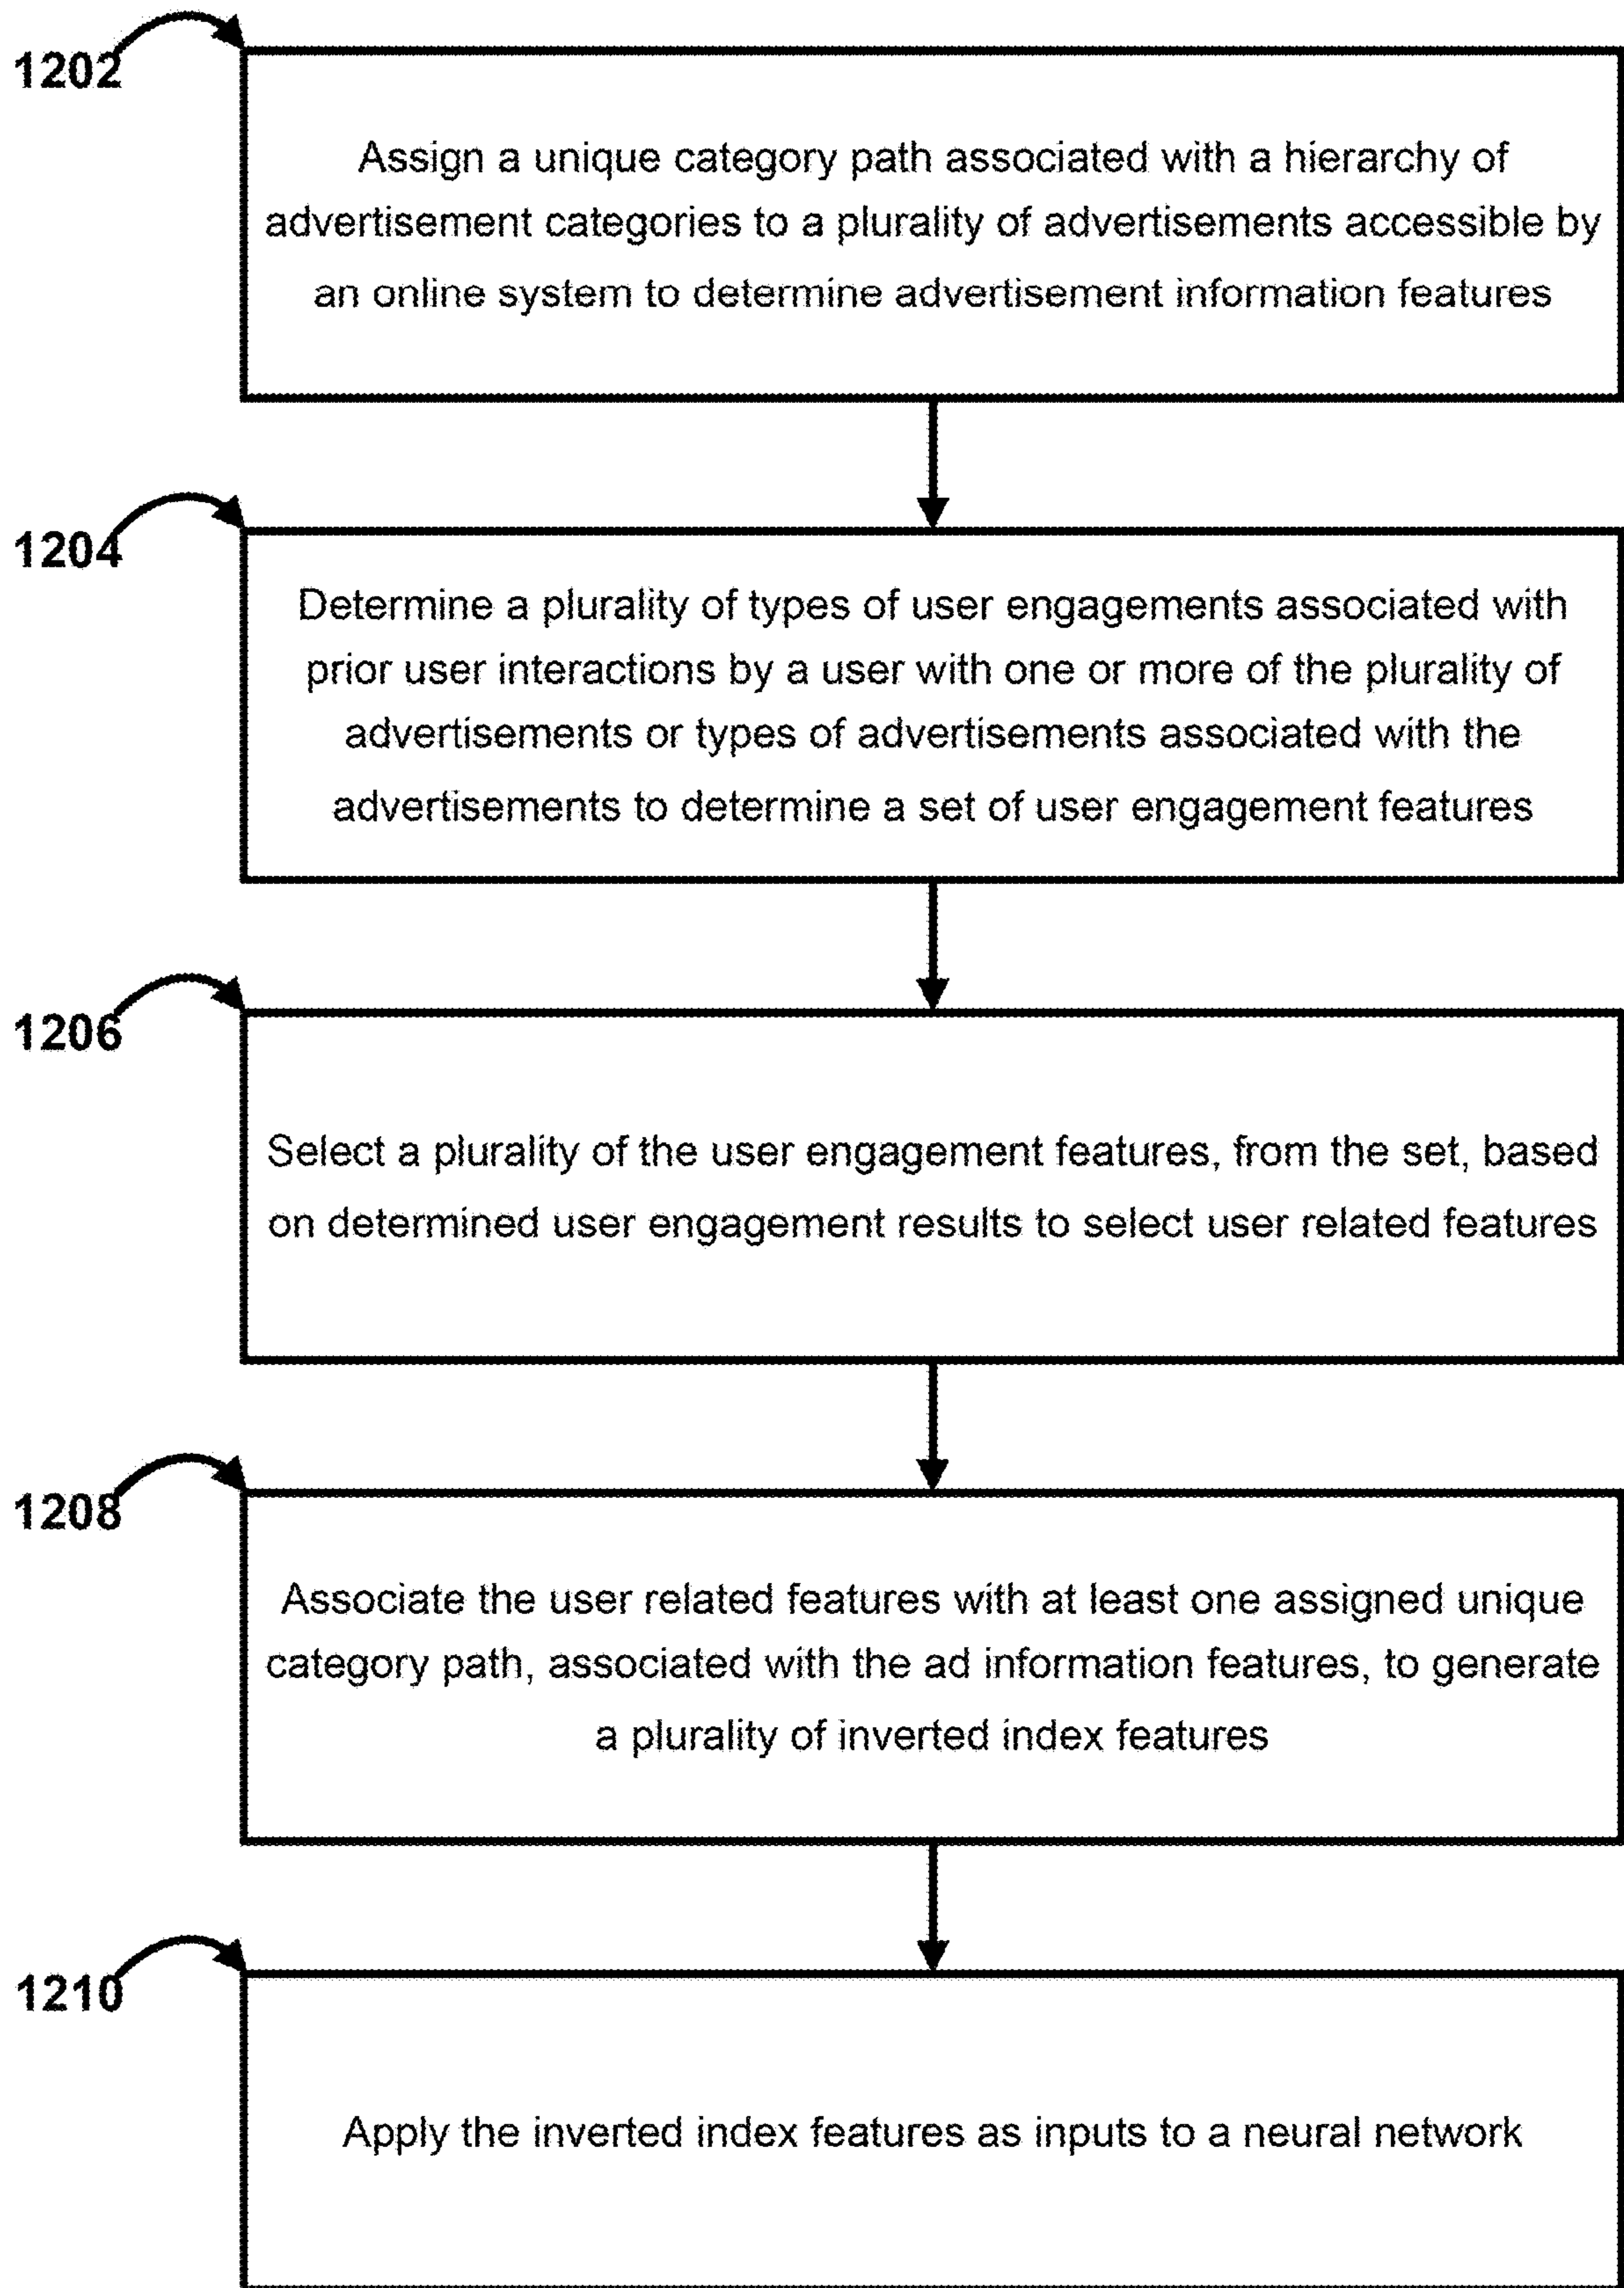 1202
Assign a unique category path associated with a hierarchy of
advertisement categories to a plurality of advertisements accessible by
an online system to determine advertisement information features
1204
Determine a plurality of types of user engagements associated with
prior user interactions by a user with one or more of the plurality of
advertisements or types of advertisements associated with the
advertisements to determine a set of user engagement features
1206
Select a plurality of the user engagement features, from the set, based
on determined user engagement results to select user related features
1208
Associate the user related features with at least one assigned unique
category path, associated with the ad information features, to generate
a plurality of inverted index features
1210
Apply the inverted index features as inputs to a neural network